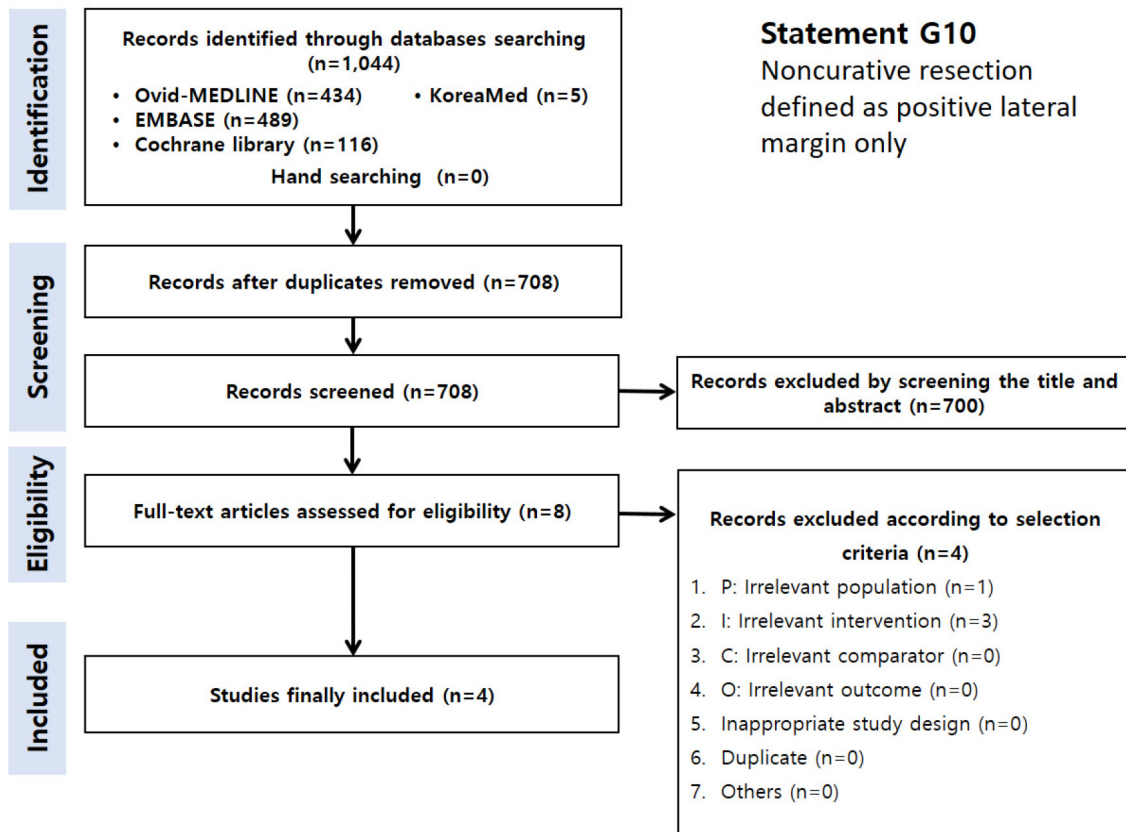 Identification
Records identified through databases searching
(n=1,044)
• Ovid-MEDLINE (n=434) • KoreaMed (n=5)
• EMBASE (n=489)
• Cochrane library (n=116)
Hand searching (n=0)
Statement G10
Noncurative resection
defined as positive lateral
margin only
Screening
Records after duplicates removed (n=708)
Records screened (n=708)
Records excluded by screening the title and
abstract (n=700)
Eligibility
Full-text articles assessed for eligibility (n=8)
Records excluded according to selection
criteria (n=4)
1. P: Irrelevant population (n=1)
2. I: Irrelevant intervention (n=3)
3. C: Irrelevant comparator (n=0)
4. O: Irrelevant outcome (n=0)
5. Inappropriate study design (n=0)
6. Duplicate (n=0)
7. Others (n=0)
Included
Studies finally included (n=4)